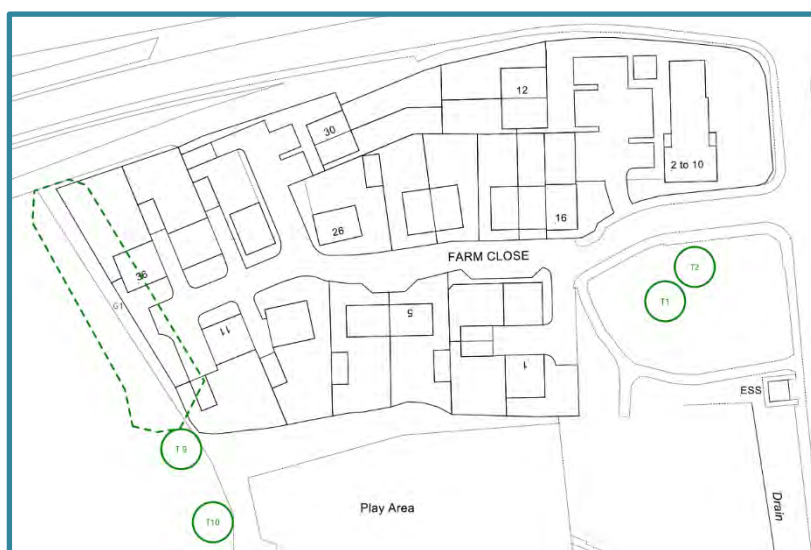 12
30
2 to 10
16
26
FARM CLOSE
T2
36
T1
G1
5
11
1
ESS
T 9
Play Area
Drain
T10